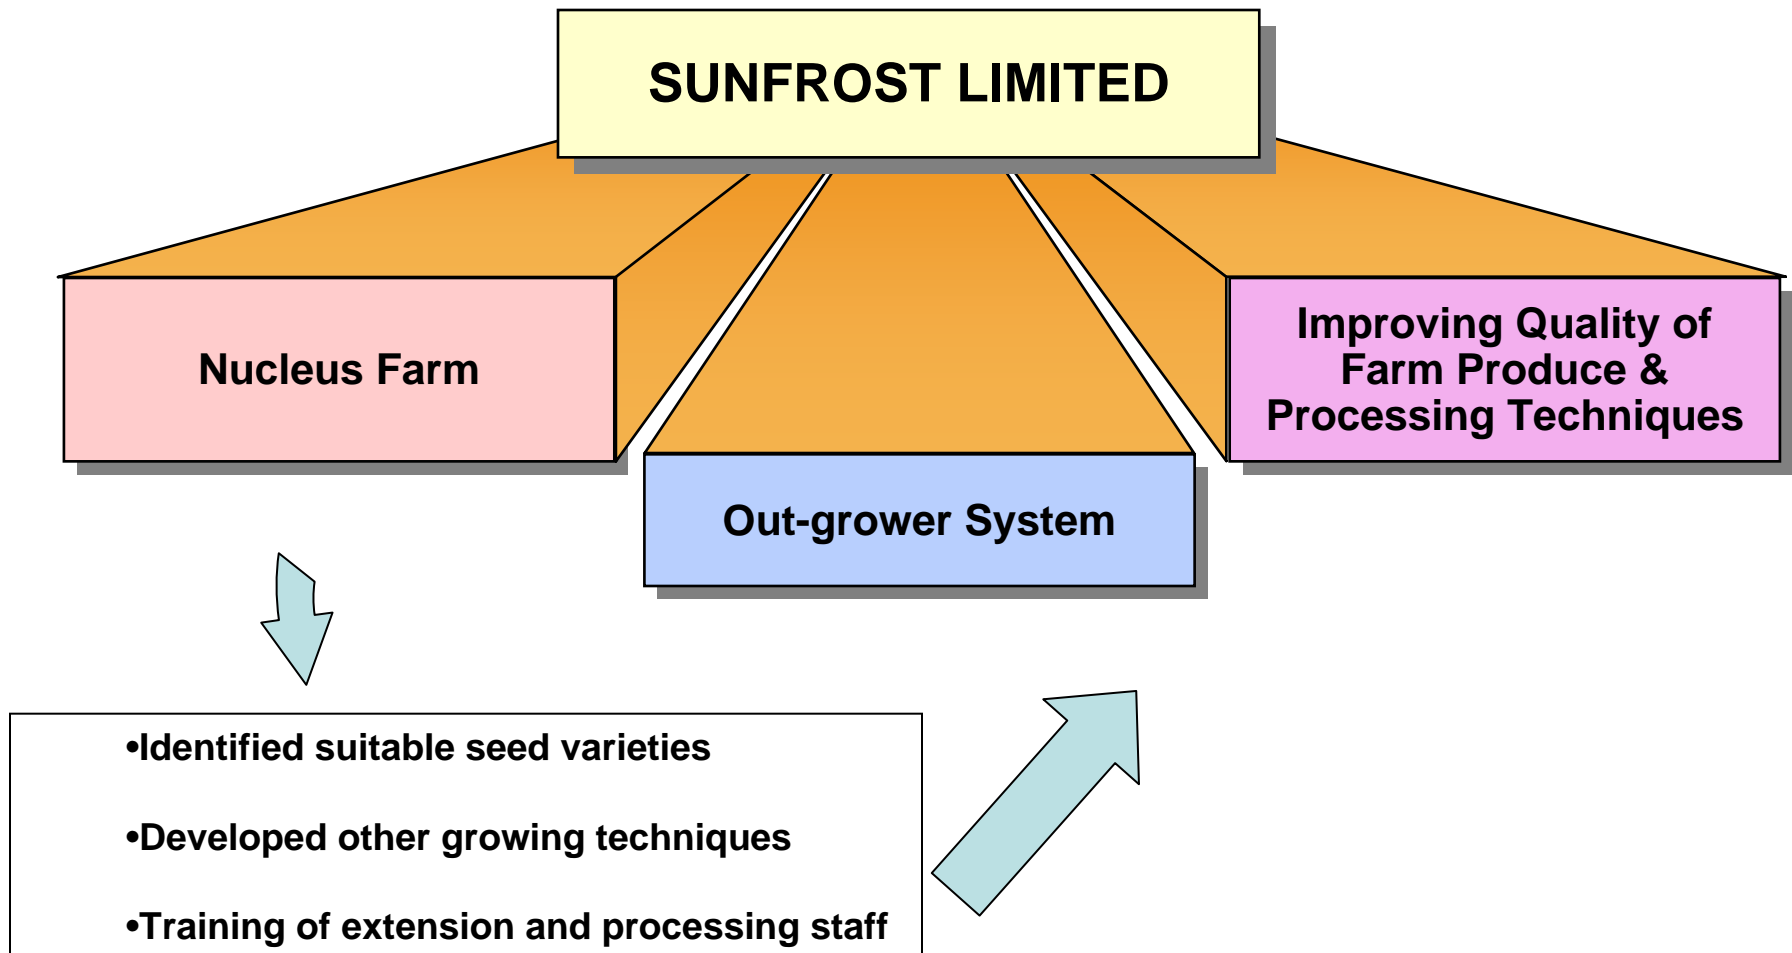 SUNFROST LIMITED
Nucleus Farm
Improving Quality of
Farm Produce &
Processing Techniques
Out-grower System
•Identified suitable seed varieties
•Developed other growing techniques
•Training of extension and processing staff